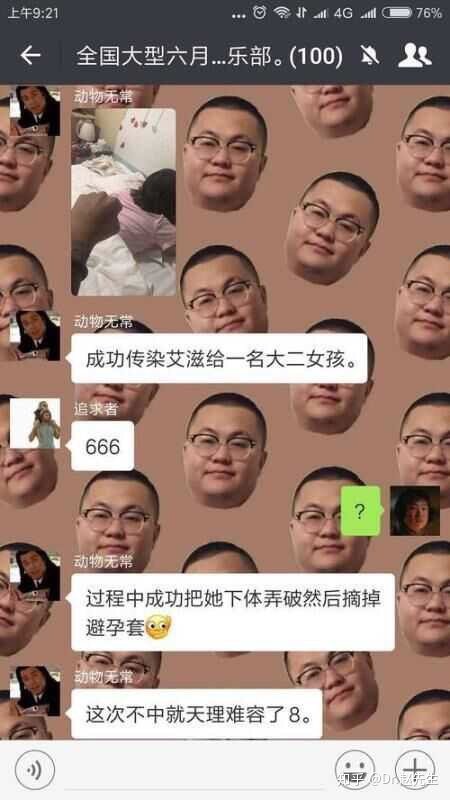 上午9:21
... 4G 76%
全国大型六月...乐部。(100)
动物无常
动物无常
成功传染艾滋给一名大二女孩。
追求者
666
?
动物无常
过程中成功把她下体弄破然后摘掉
避孕套
动物无常
这次不中就天理难容了8。
知乎 @Dr.赵先生